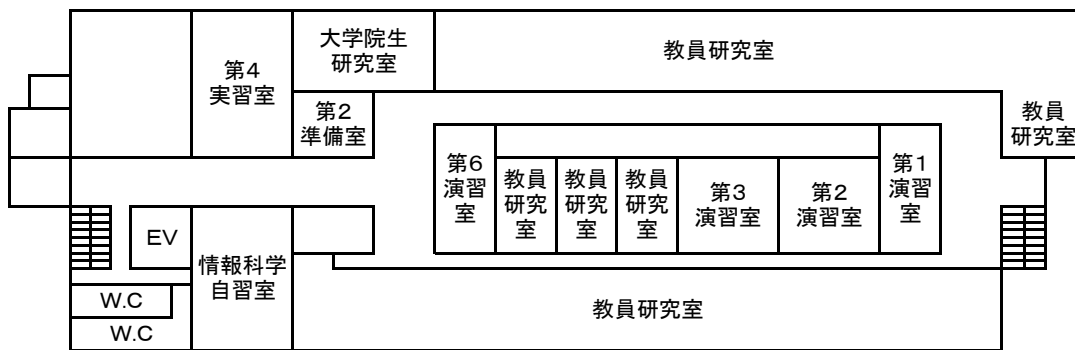 大学院生
研究室
教員研究室
第4
実習室
第2
準備室
教員
研究室
第6
演習
室
教員
研究
室
教員
研究
室
教員
研究
室
第3
演習室
第2
演習室
第1
演習
室
EV
情報科学
自習室
W.C
W.C
教員研究室